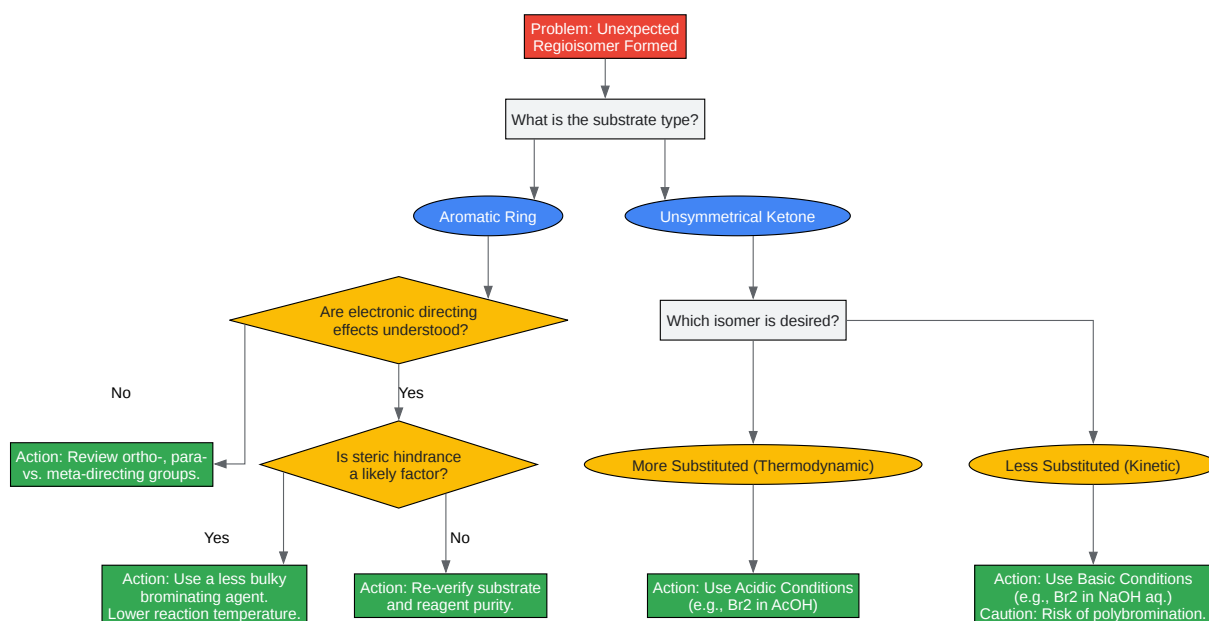 Problem: Unexpected
Regioisomer Formed
What is the substrate type?
Aromatic Ring
Unsymmetrical Ketone
Are electronic directing
effects understood?
Which isomer is desired?
No
Yes
Action: Review ortho-, para-
vs. meta-directing groups.
Is steric hindrance
a likely factor?
More Substituted (Thermodynamic)
Less Substituted (Kinetic)
Yes
No
Action: Use a less bulky
brominating agent.
Lower reaction temperature.
Action: Re-verify substrate
and reagent purity.
Action: Use Acidic Conditions
(e.g., Br2 in AcOH)
Action: Use Basic Conditions
(e.g., Br2 in NaOH aq.)
Caution: Risk of polybromination.